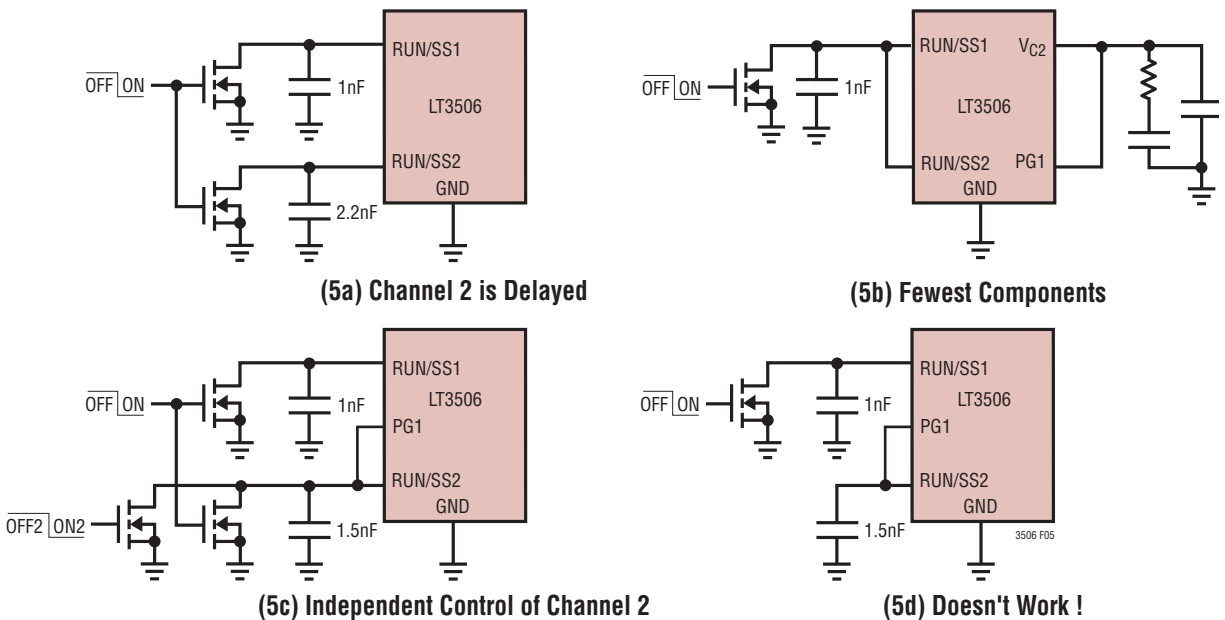 RUN/SS1
OFF ON
1nF
LT3506
RUN/SS2
GND
2.2nF
(5a) Channel 2 is Delayed
RUN/SS1
VC2
OFF ON
1nF
LT3506
RUN/SS2
PG1
GND
(5b) Fewest Components
RUN/SS1
OFF ON
1nF
LT3506
PG1
RUN/SS2
OFF2 ON2
GND
1.5nF
(5c) Independent Control of Channel 2
RUN/SS1
OFF ON
1nF
LT3506
PG1
RUN/SS2
GND
1.5nF
3506 F05
(5d) Doesn't Work !